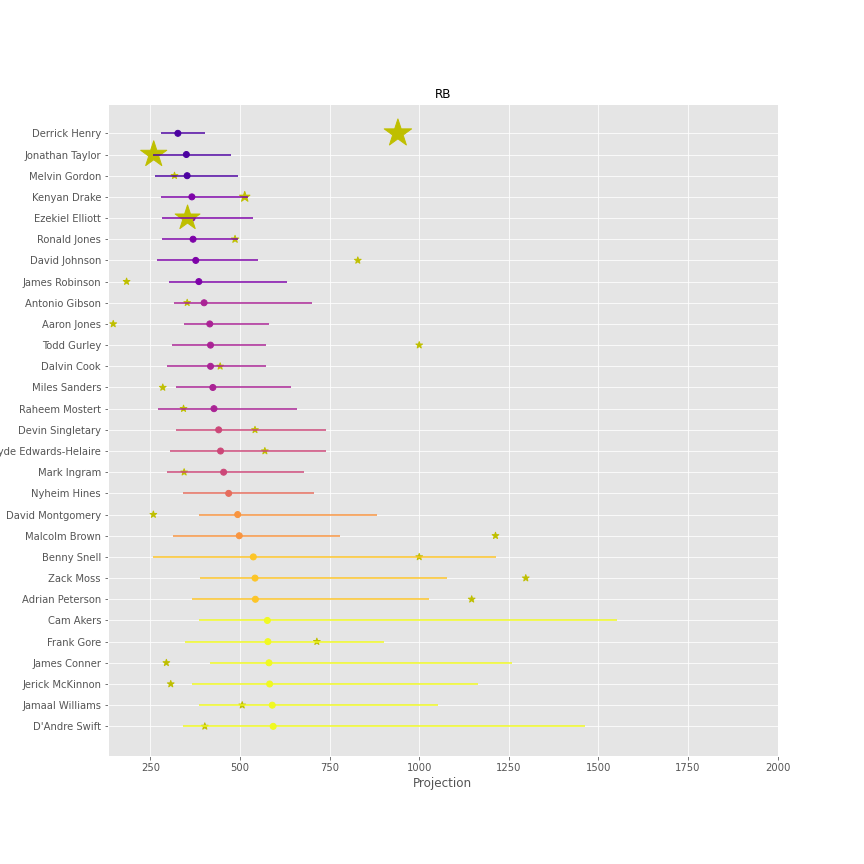 RB
Derrick Henry
Jonathan Taylor
Melvin Gordon
Kenyan Drake
Ezekiel Elliott
Ronald Jones
David Johnson
James Robinson
Antonio Gibson
Aaron Jones
Todd Gurley
Dalvin Cook
Miles Sanders
Raheem Mostert
Devin Singletary
yde Edwards-Helaire
Mark Ingram
Nyheim Hines
David Montgomery
Malcolm Brown
Benny Snell
Zack Moss
Adrian Peterson
Cam Akers
Frank Gore
James Conner
Jerick McKinnon
Jamaal Williams
D'Andre Swift
250 500 750 1000 1250 1500 1750 2000
Projection